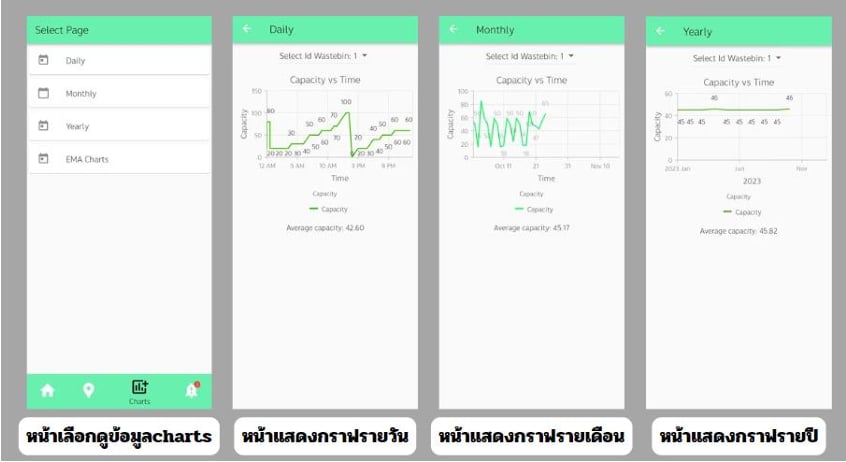 Select Page
Daily
Monthly
Yearly
EMA Charts
Charts
หน้าเลือกดูข้อมูลcharts
Daily
Select Id Wastebin: 1
Capacity vs Time
Capacity
150
100
50
0
80
20 20 20 30 40 50 60
30
50
60
70
70
100
20
40
50
60
60
20 30 40 50 60 60
12 AM 5 AM 10 AM 3 PM 8 PM
Time
Capacity
Capacity
Average capacity: 42.60
หน้าแสดงกราฟรายวัน
Monthly
Select Id Wastebin: 1
Capacity vs Time
Capacity
100
80
60
40
20
0
Oct 11 21 31 Nov 10
Time
Capacity
Capacity
Average capacity: 45.17
หน้าแสดงกราฟรายเดือน
Yearly
Select Id Wastebin: 1
Capacity vs Time
Capacity
60
40
20
0
46 46
45 45 45 45 45 45 45 45
2023 Jan Jun Nov
2023
Capacity
Capacity
Average capacity: 45.82
หน้าแสดงกราฟรายปี